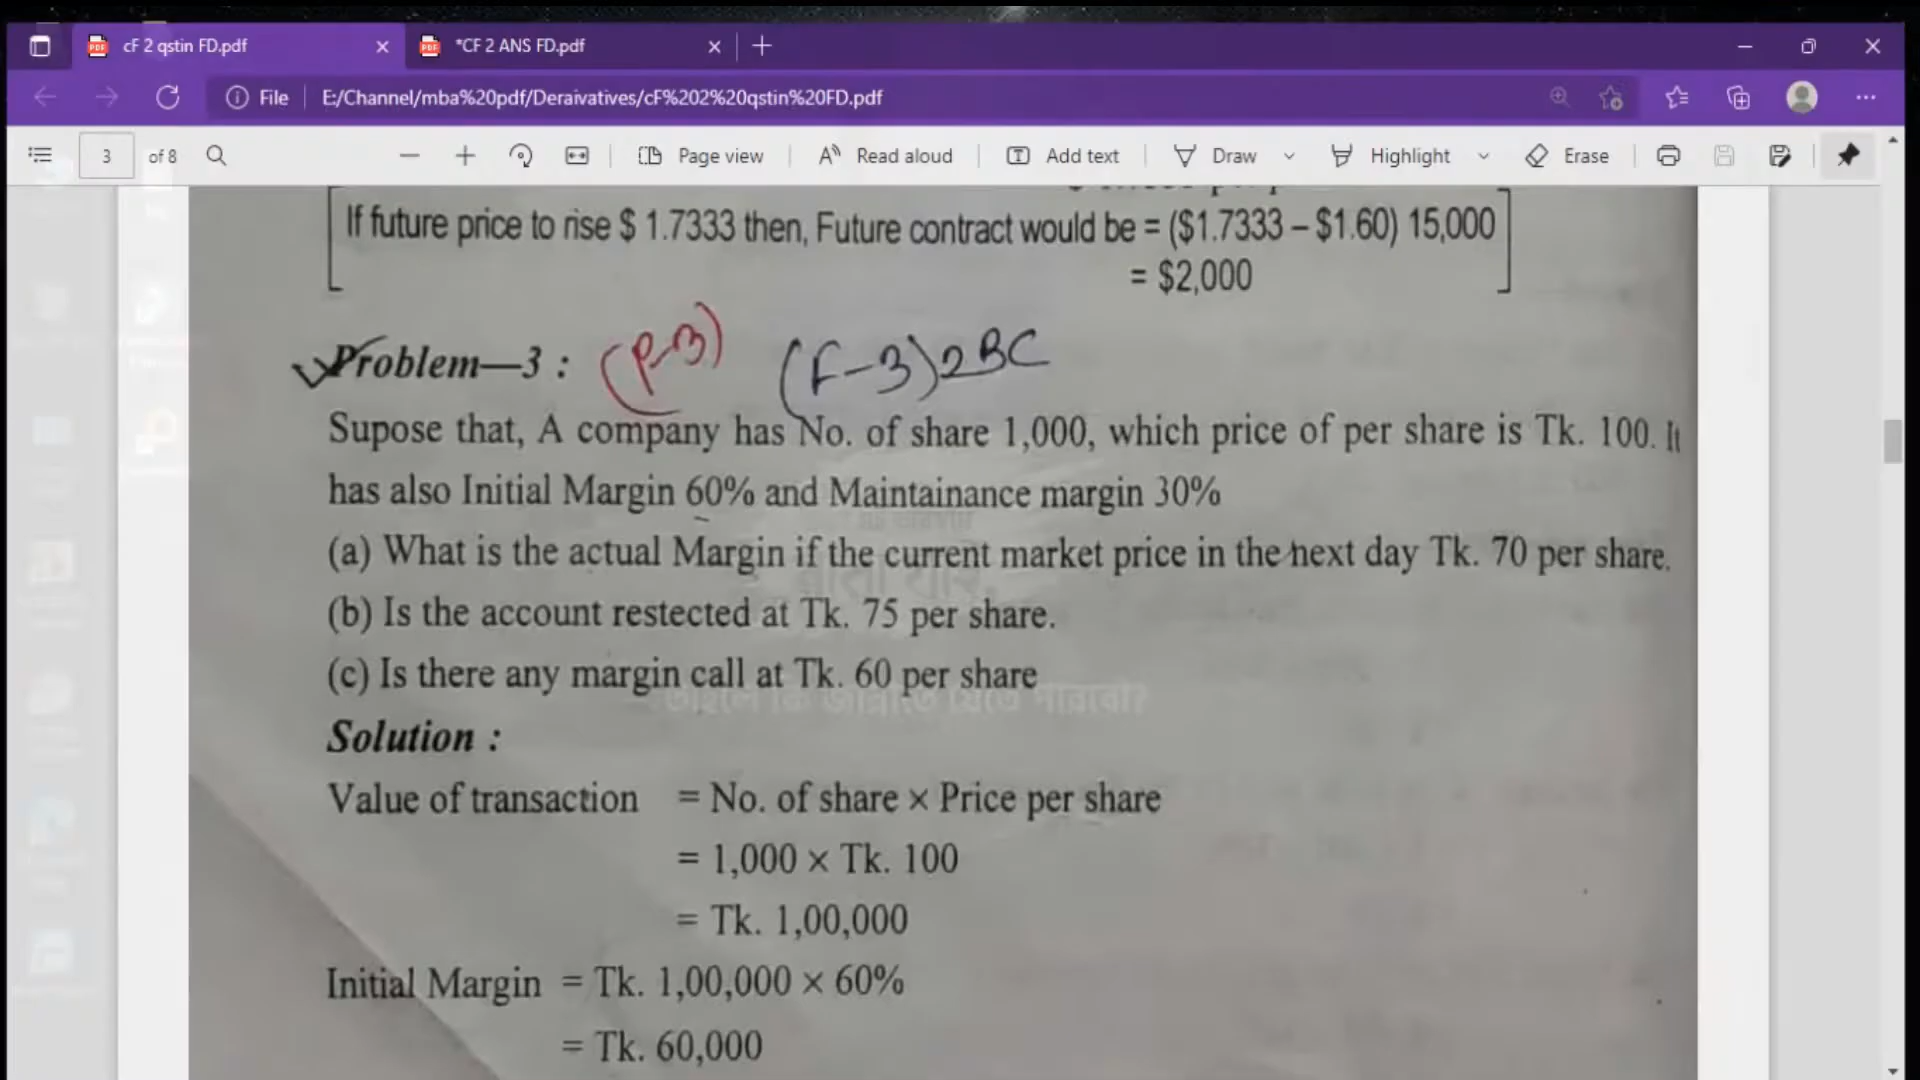 cF 2 qstin FD.pdf
*CF 2 ANS FD.pdf
File
E:/Channel/mba%20pdf/Deraivatives/cF%202%20qstin%20FD.pdf
3 of 8
Page view
Read aloud
Add text
Draw
Highlight
Erase
If future price to rise $ 1.7333 then, Future contract would be = ($1.7333 – $1.60) 15,000
= $2,000
Problem—3 : (P-3) (F-3) 2BC
Supose that, A company has No. of share 1,000, which price of per share is Tk. 100. It
has also Initial Margin 60% and Maintainance margin 30%
(a) What is the actual Margin if the current market price in the next day Tk. 70 per share.
(b) Is the account restected at Tk. 75 per share.
(c) Is there any margin call at Tk. 60 per share
Solution :
Value of transaction = No. of share × Price per share
= 1,000 × Tk. 100
= Tk. 1,00,000
Initial Margin = Tk. 1,00,000 × 60%
= Tk. 60,000